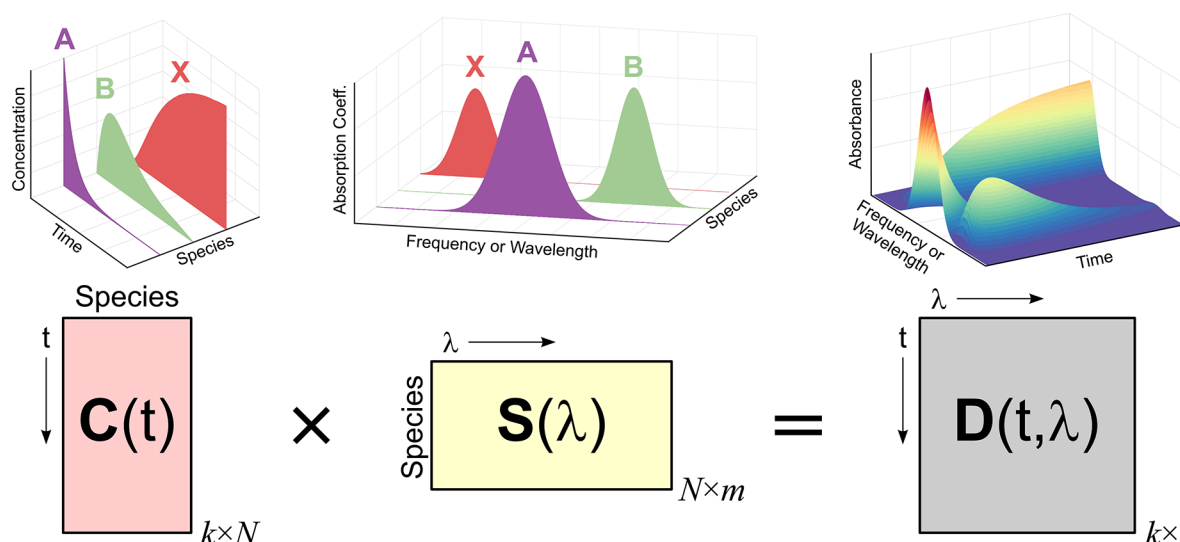 A
B
X
Concentration
Time
Species
X
A
B
Absorption Coeff.
Frequency or Wavelength
Species
Absorbance
Frequency or
Wavelength
Time
Species
t
C(t)
k×N
×
λ
Species
S(λ)
N×m
=
λ
t
D(t,λ)
k×